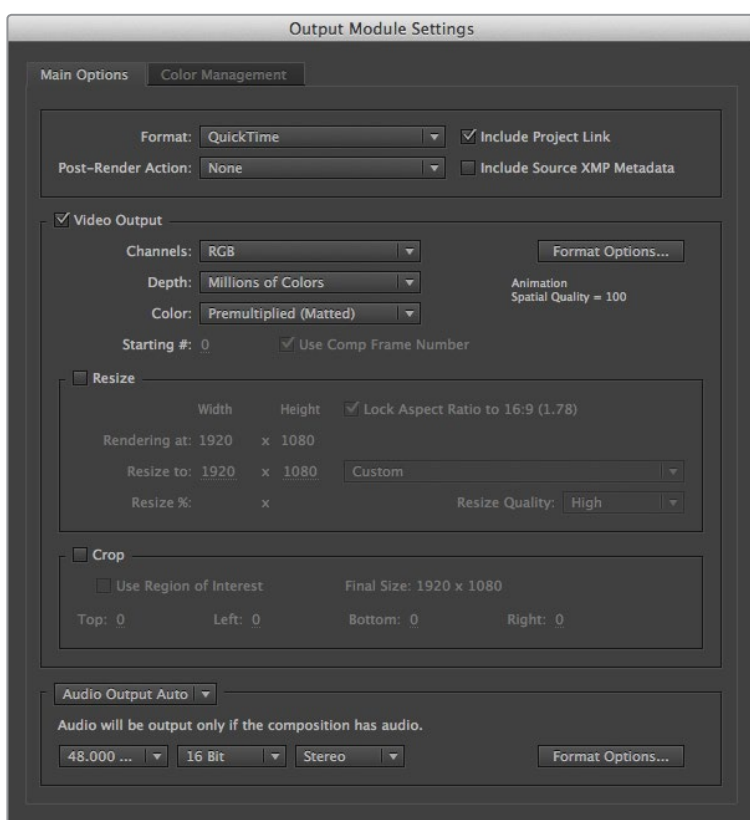 Output Module Settings
Main Options Color Management
Format: QuickTime Include Project Link
Post-Render Action: None Include Source XMP Metadata
Video Output
Channels: RGB Format Options...
Depth: Millions of Colors Animation
Spatial Quality = 100
Color: Premultiplied (Matted)
Starting #: 0 Use Comp Frame Number
Resize
Width Height Lock Aspect Ratio to 16:9 (1.78)
Rendering at: 1920 x 1080
Resize to: 1920 x 1080 Custom
Resize %: x Resize Quality: High
Crop
Use Region of Interest Final Size: 1920 x 1080
Top: 0 Left: 0 Bottom: 0 Right: 0
Audio Output Auto
Audio will be output only if the composition has audio.
48.000 ... 16 Bit Stereo Format Options...